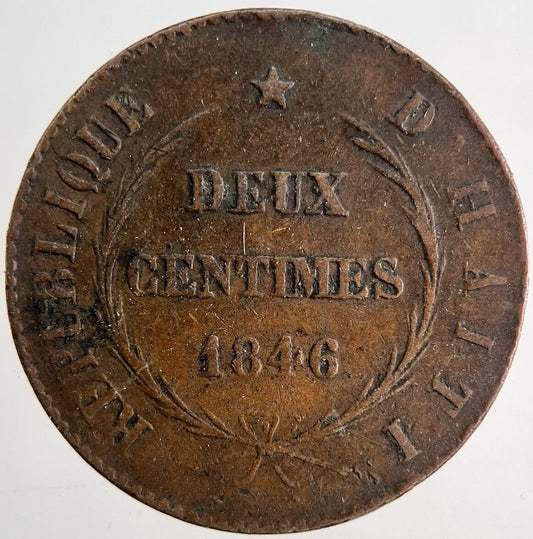 REPUBLIQUE D'HAITI
DEUX
CENTIMES
1846